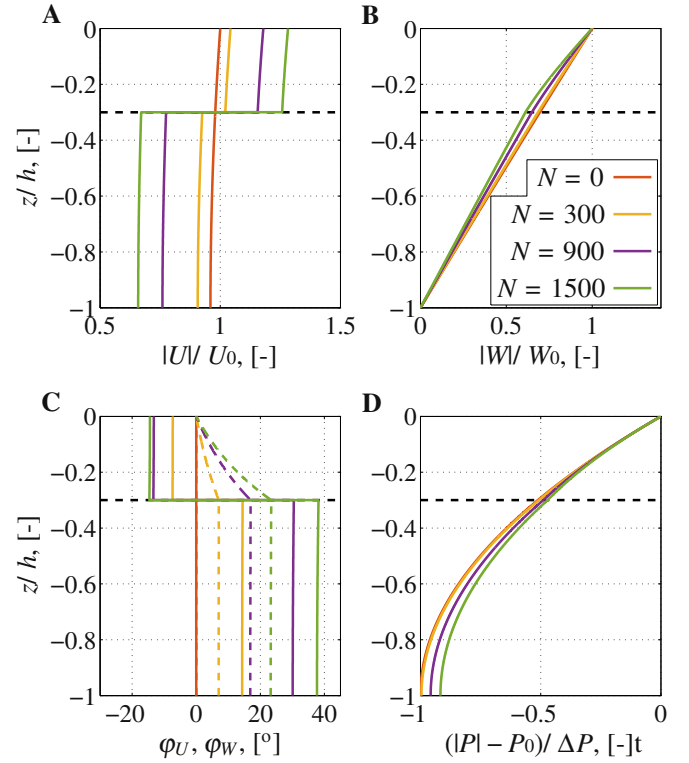 A
B
0
−0.2
−0.4
−0.6
−0.8
−1
z/ h, [-]
0.5
1
1.5
|U|/ U0, [-]
0
−0.2
−0.4
−0.6
−0.8
−1
0
0.5
1
|W|/ W0, [-]
N = 0
N = 300
N = 900
N = 1500
C
D
0
−0.2
−0.4
−0.6
−0.8
−1
z/ h, [-]
−20
0
20
40
φU, φW, [º]
0
−0.2
−0.4
−0.6
−0.8
−1
−1
−0.5
0
(|P| − P0)/ ΔP, [-]t